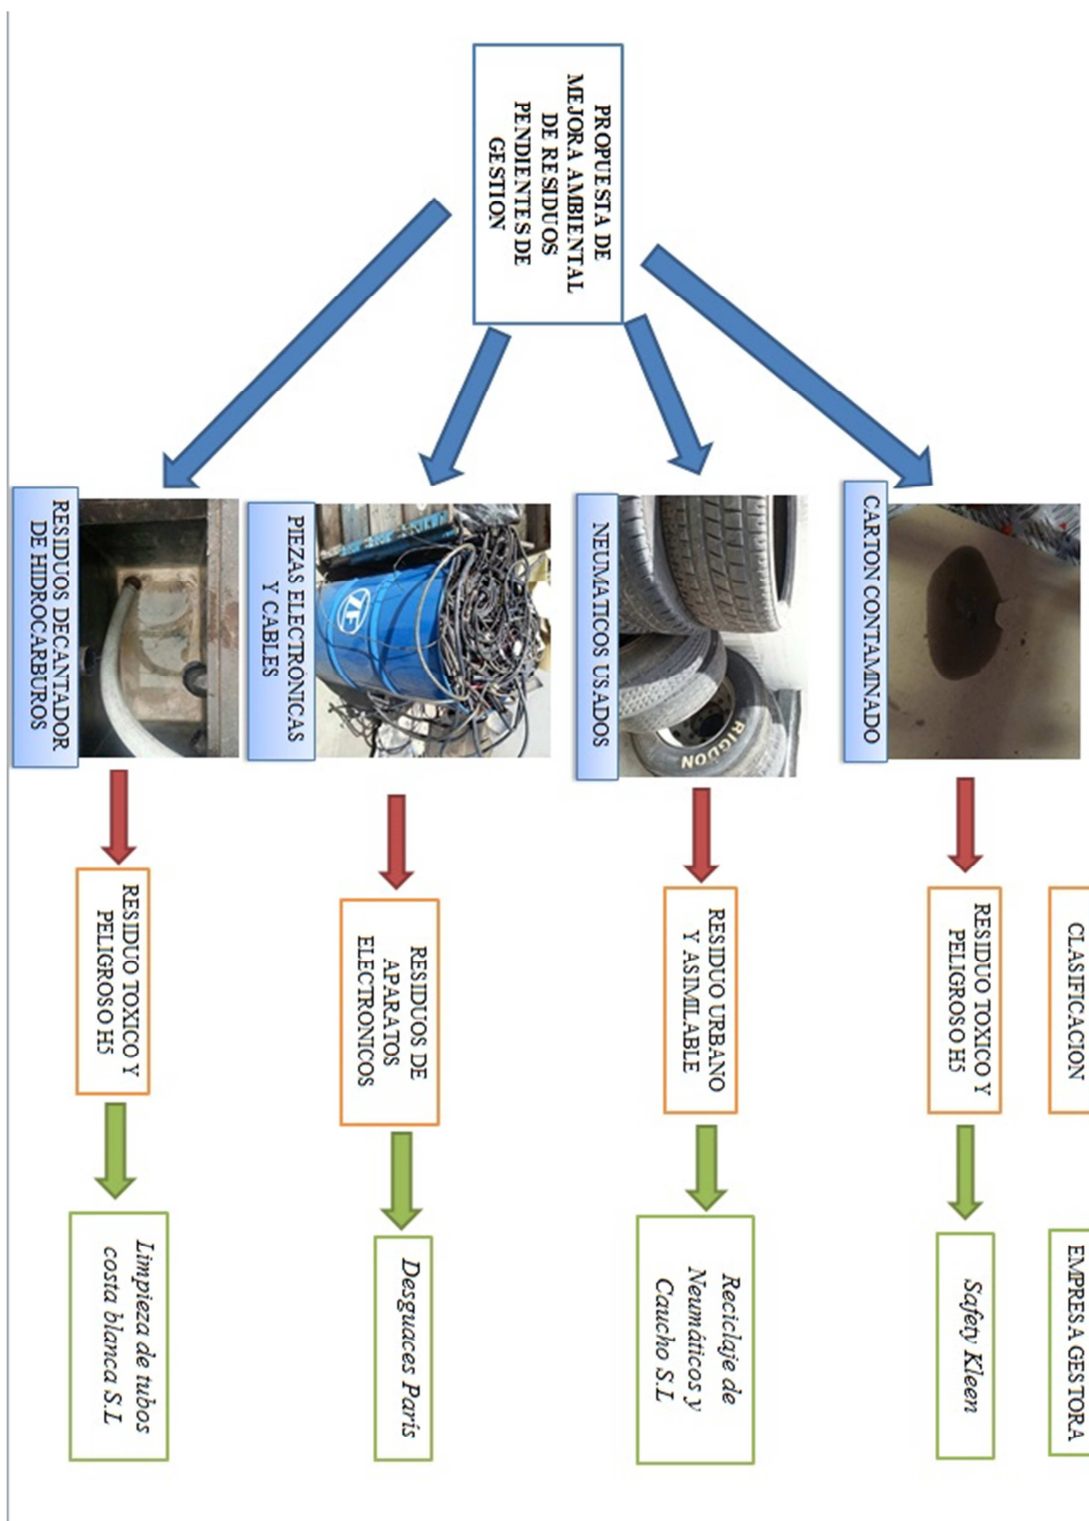 CLASIFICACION
EMPRESA GESTORA
PROPUESTA DE
MEJORA AMBIENTAL
DE RESIDUOS
PENDIENTES DE
GESTION
CARTON CONTAMINADO
RESIDUO TOXICO Y
PELIGROSO H5
Safety Kleen
NEUMATICOS USADOS
RIGDON
RESIDUO URBANO
Y ASIMILABLE
Reciclaje de
Neumáticos y
Caucho S.L
PIEZAS ELECTRONICAS
Y CABLES
ZF
RESIDUOS DE
APARATOS
ELECTRONICOS
Desguaces Paris
RESIDUOS DECANTADOR
DE HIDROCARBUROS
RESIDUO TOXICO Y
PELIGROSO H5
Limpieza de tubos
costa blanca S.L